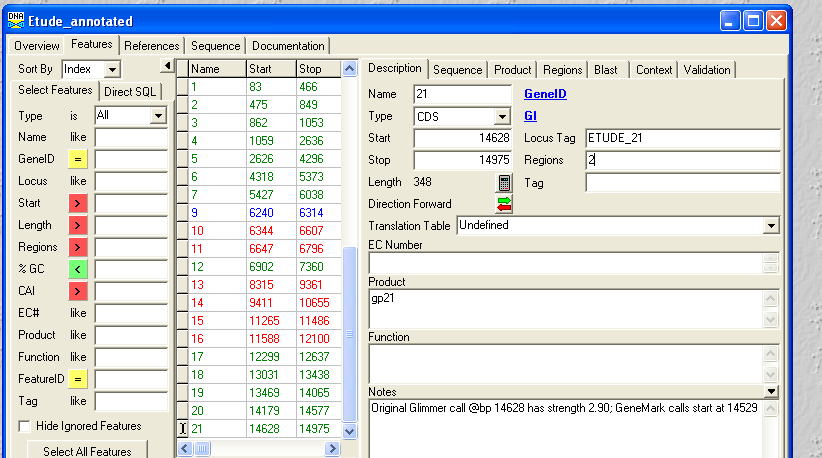 DNA Etude_annotated
Overview Features References Sequence Documentation
Sort By Index
Select Features Direct SQL
Type is All
Name like
GeneID =
Locus like
Start >
Length >
Regions >
% GC <
CAI >
EC# like
Product like
Function like
FeatureID =
Tag like
Hide Ignored Features
Select All Features
Name Start Stop
1 83 466
2 475 849
3 862 1053
4 1059 2636
5 2626 4296
6 4318 5373
7 5427 6038
9 6240 6314
10 6344 6607
11 6647 6796
12 6902 7360
13 8315 9361
14 9411 10655
15 11265 11486
16 11588 12100
17 12299 12637
18 13031 13438
19 13469 14065
20 14179 14577
21 14628 14975
Description Sequence Product Regions Blast Context Validation
Name 21 GeneID
Type CDS GI
Start 14628 Locus Tag ETUDE_21
Stop 14975 Regions 2
Length 348 Tag
Direction Forward
Translation Table Undefined
EC Number
Product
gp21
Function
Notes
Original Glimmer call @bp 14628 has strength 2.90; GeneMark calls start at 14529